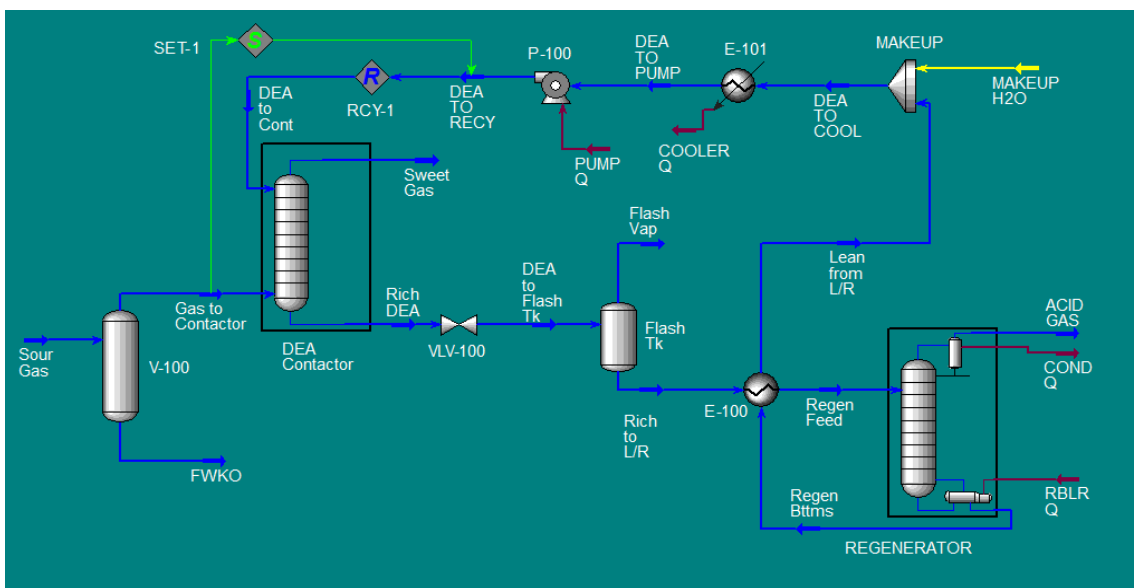 SET-1
S
P-100
DEA
TO
PUMP
E-101
MAKEUP
MAKEUP
H2O
DEA
to
Cont
R
RCY-1
DEA
TO
RECY
PUMP
Q
COOLER
Q
DEA
TO
COOL
Sweet
Gas
Flash
Vap
Lean
from
L/R
Gas to
Contactor
Rich
DEA
DEA
to
Flash
Tk
ACID
GAS
Sour
Gas
V-100
DEA
Contactor
VLV-100
Flash
Tk
COND
Q
E-100
Regen
Feed
Rich
to
L/R
FWKO
Regen
Bttms
RBLR
Q
REGENERATOR